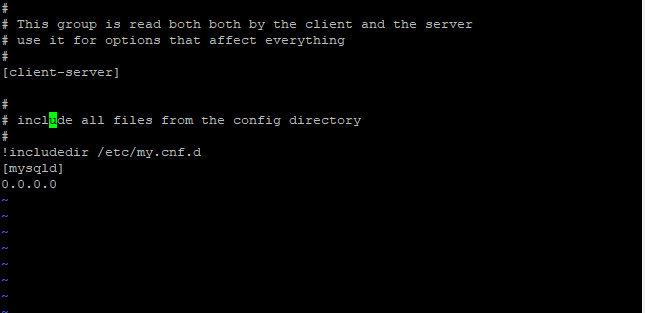 #
# This group is read both both by the client and the server
# use it for options that affect everything
#
[client-server]
#
# include all files from the config directory
#
!includedir /etc/my.cnf.d
[mysqld]
0.0.0.0
~
~
~
~
~
~
~
~